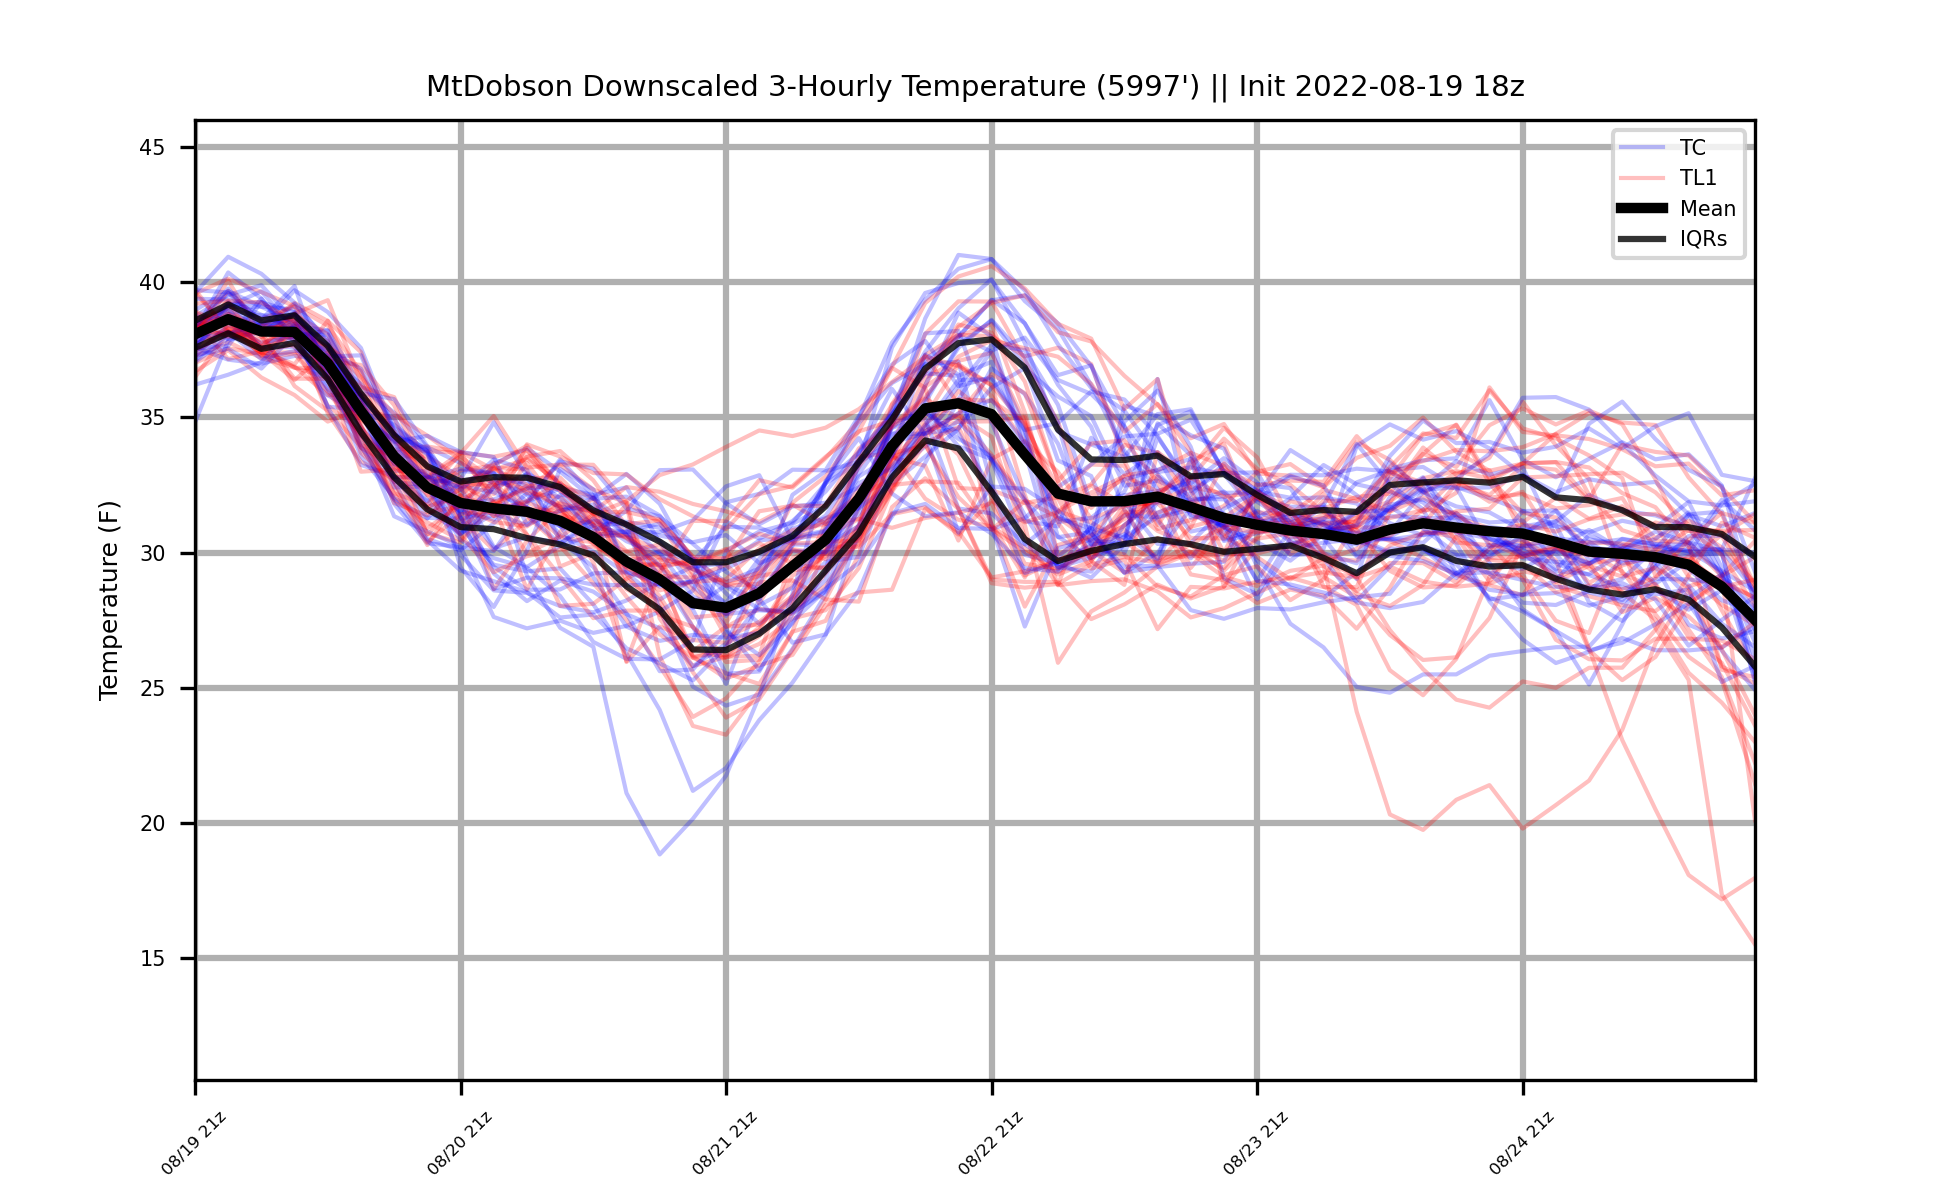 MtDobson Downscaled 3-Hourly Temperature (5997') || Init 2022-08-19 18z
TC
TL1
Mean
IQRs
Temperature (F)
45
40
35
30
25
20
15
08/19 21z
08/20 21z
08/21 21z
08/22 21z
08/23 21z
08/24 21z